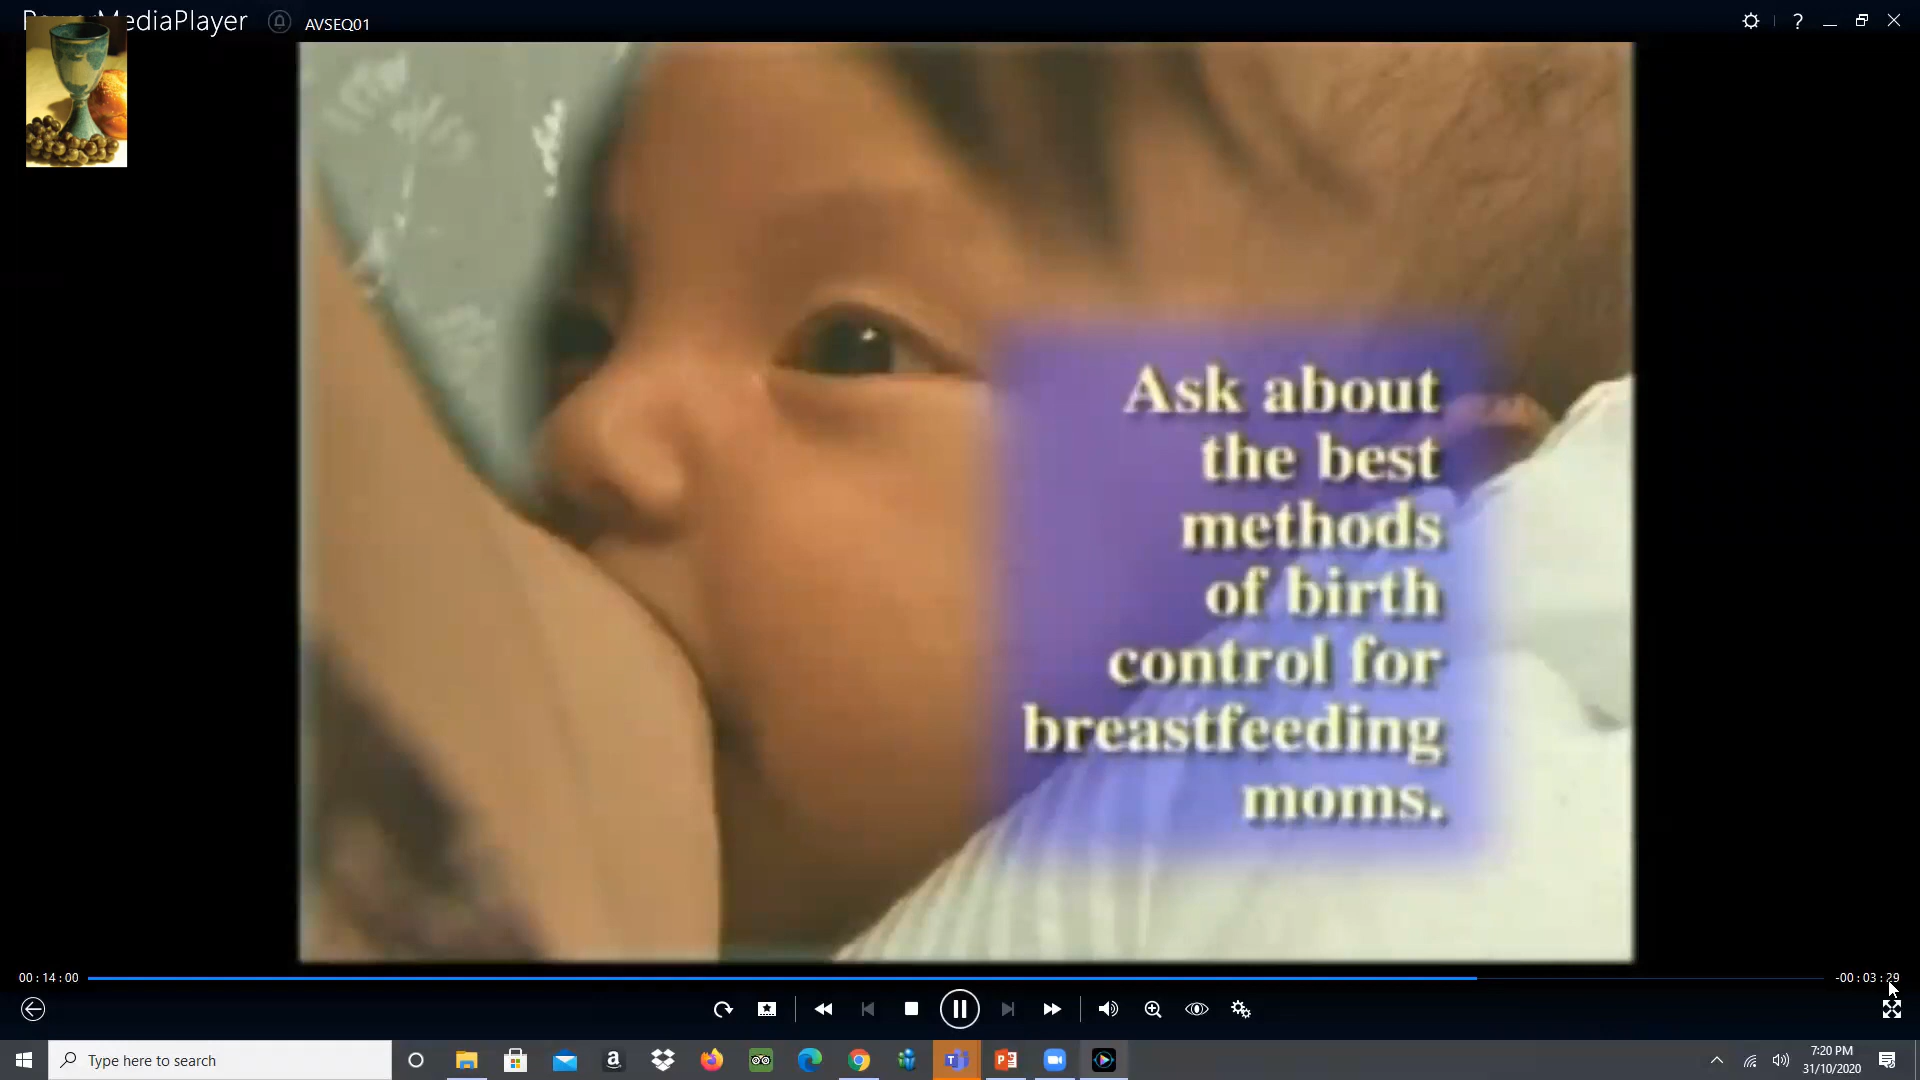 MediaPlayer
AVSEQ01
?
Ask about
the best
methods
of birth
control for
breastfeeding
moms.
00 : 14 : 00
-00 : 03 : 29
Type here to search
7:20 PM
31/10/2020